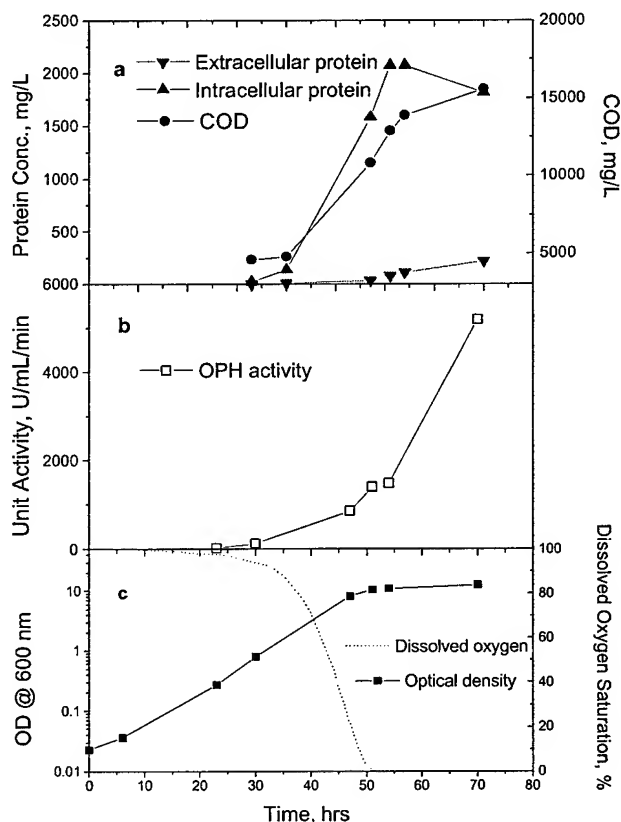 2500
2000
1750
1250
1000
500
250
6000
20000
15000
10000
5000
Protein Conc., mg/L
COD, mg/L
a
Extracellular protein
Intracellular protein
COD
b
OPH activity
4000
2000
0
Unit Activity, U/mL/min
c
10
1
0.1
0.01
OD @ 600 nm
Dissolved oxygen
Optical density
100
80
60
40
20
0
Dissolved Oxygen Saturation, %
0 10 20 30 40 50 60 70 80
Time, hrs